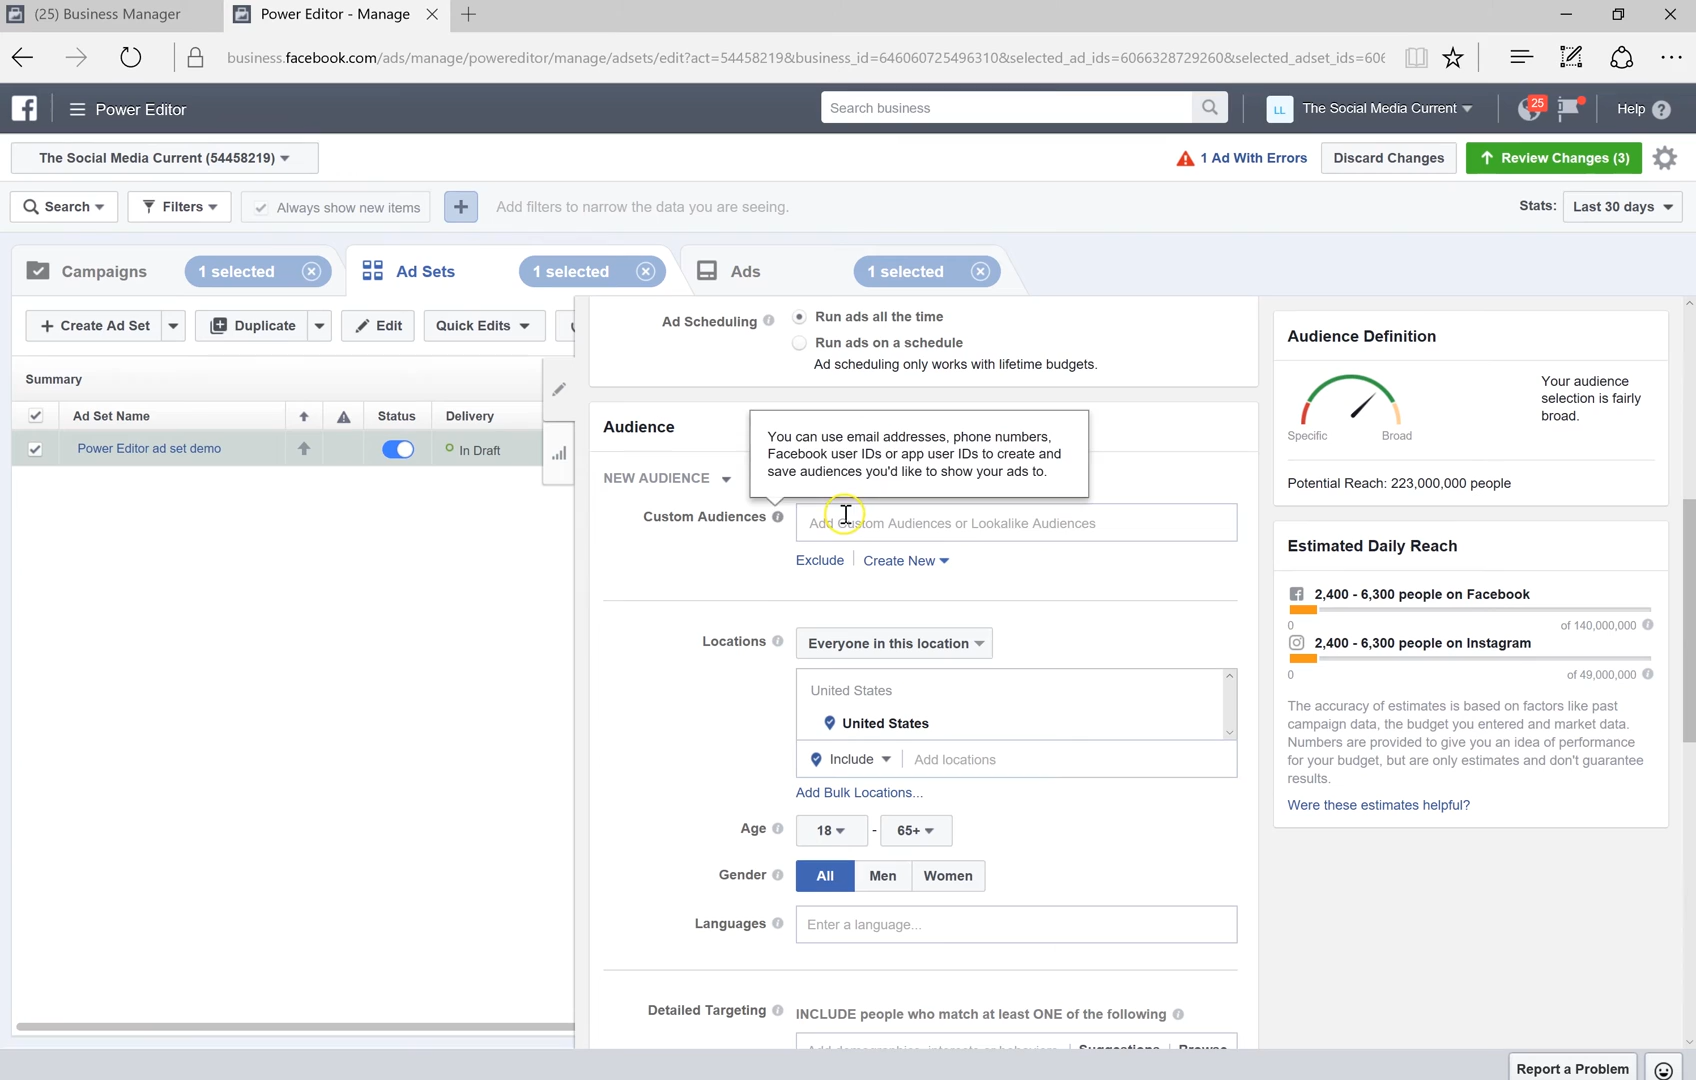 (25) Business Manager
Power Editor - Manage
business.facebook.com/ads/manage/powereditor/manage/adsets/edit?act=54458219&business_id=646060725496310&selected_ad_ids=6066328729260&selected_adset_ids=606
Power Editor
Search business
LL The Social Media Current
25
Help
The Social Media Current (54458219)
1 Ad With Errors
Discard Changes
Review Changes (3)
Search
Filters
Always show new items
Add filters to narrow the data you are seeing.
Stats: Last 30 days
Campaigns
1 selected
Ad Sets
1 selected
Ads
1 selected
+ Create Ad Set
Duplicate
Edit
Quick Edits
Summary
Ad Set Name
Status
Delivery
Power Editor ad set demo
In Draft
Ad Scheduling
Run ads all the time
Run ads on a schedule
Ad scheduling only works with lifetime budgets.
Audience
You can use email addresses, phone numbers,
Facebook user IDs or app user IDs to create and
save audiences you'd like to show your ads to.
NEW AUDIENCE
Custom Audiences
Add Custom Audiences or Lookalike Audiences
Exclude
Create New
Locations
Everyone in this location
United States
United States
Include
Add locations
Add Bulk Locations...
Age
18 - 65+
Gender
All
Men
Women
Languages
Enter a language...
Detailed Targeting
INCLUDE people who match at least ONE of the following
Add demographics, interests or behaviors
Suggestions
Browse
Audience Definition
Specific
Broad
Your audience
selection is fairly
broad.
Potential Reach: 223,000,000 people
Estimated Daily Reach
2,400 - 6,300 people on Facebook
0
of 140,000,000
2,400 - 6,300 people on Instagram
0
of 49,000,000
The accuracy of estimates is based on factors like past
campaign data, the budget you entered and market data.
Numbers are provided to give you an idea of performance
for your budget, but are only estimates and don't guarantee
results.
Were these estimates helpful?
Report a Problem